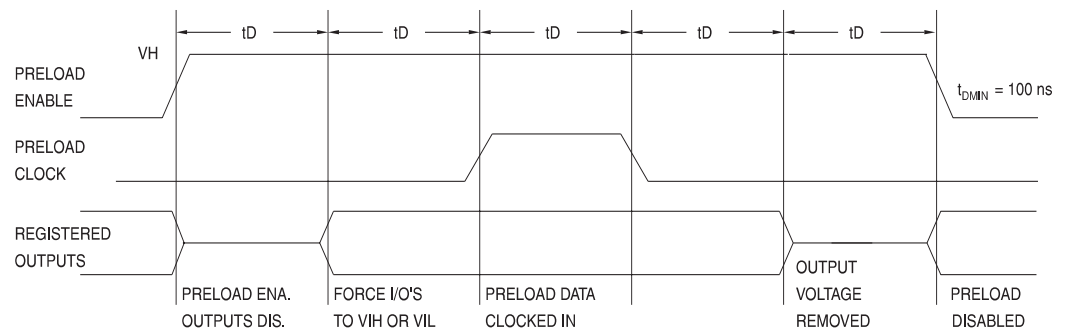 tD tD tD tD tD
VH
PRELOAD
ENABLE
tDMIN = 100 ns
PRELOAD
CLOCK
REGISTERED
OUTPUTS
PRELOAD ENA.
OUTPUTS DIS.
FORCE I/O'S
TO VIH OR VIL
PRELOAD DATA
CLOCKED IN
OUTPUT
VOLTAGE
REMOVED
PRELOAD
DISABLED